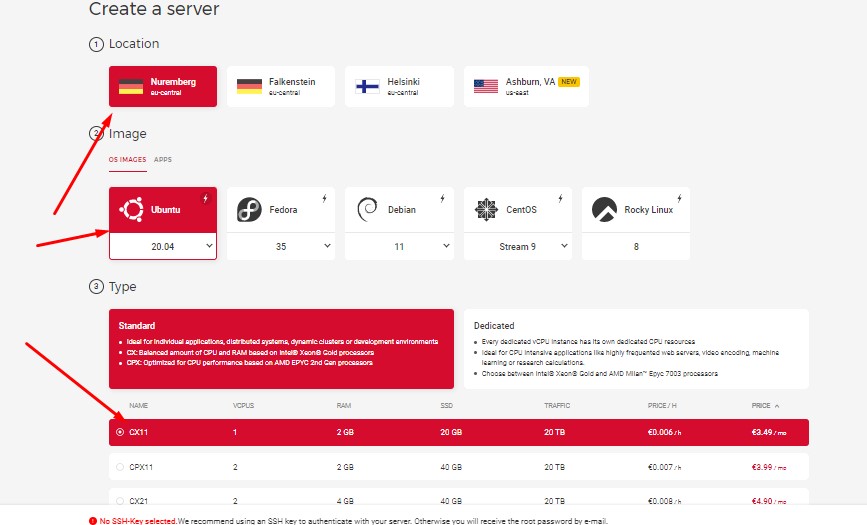 Create a server
1 Location
Nuremberg
eu-central
Falkenstein
eu-central
Helsinki
eu-central
Ashburn, VA NEW
us-east
2 Image
OS IMAGES APPS
Ubuntu
20.04
Fedora
35
Debian
11
CentOS
Stream 9
Rocky Linux
8
3 Type
Standard
Ideal for individual applications, distributed systems, dynamic clusters or development environments
CX: Balanced amount of CPU and RAM based on Intel® Xeon® Gold processors
CPX: Optimized for CPU performance based on AMD EPYC 2nd Gen processors
Dedicated
Every dedicated vCPU instance has its own dedicated CPU resources
Ideal for CPU intensive applications like highly frequented web servers, video encoding, machine
learning or research calculations.
Choose between Intel® Xeon® Gold and AMD Milan™ Epyc 7003 processors
NAME VCPUS RAM SSD TRAFFIC PRICE / H PRICE
CX11 1 2 GB 20 GB 20 TB €0.006 / h €3.49 / mo
CPX11 2 2 GB 40 GB 20 TB €0.007 / h €3.99 / mo
CX21 2 4 GB 40 GB 20 TB €0.008 / h €4.90 / mo
No SSH-Key selected. We recommend using an SSH key to authenticate with your server. Otherwise you will receive the root password by e-mail.